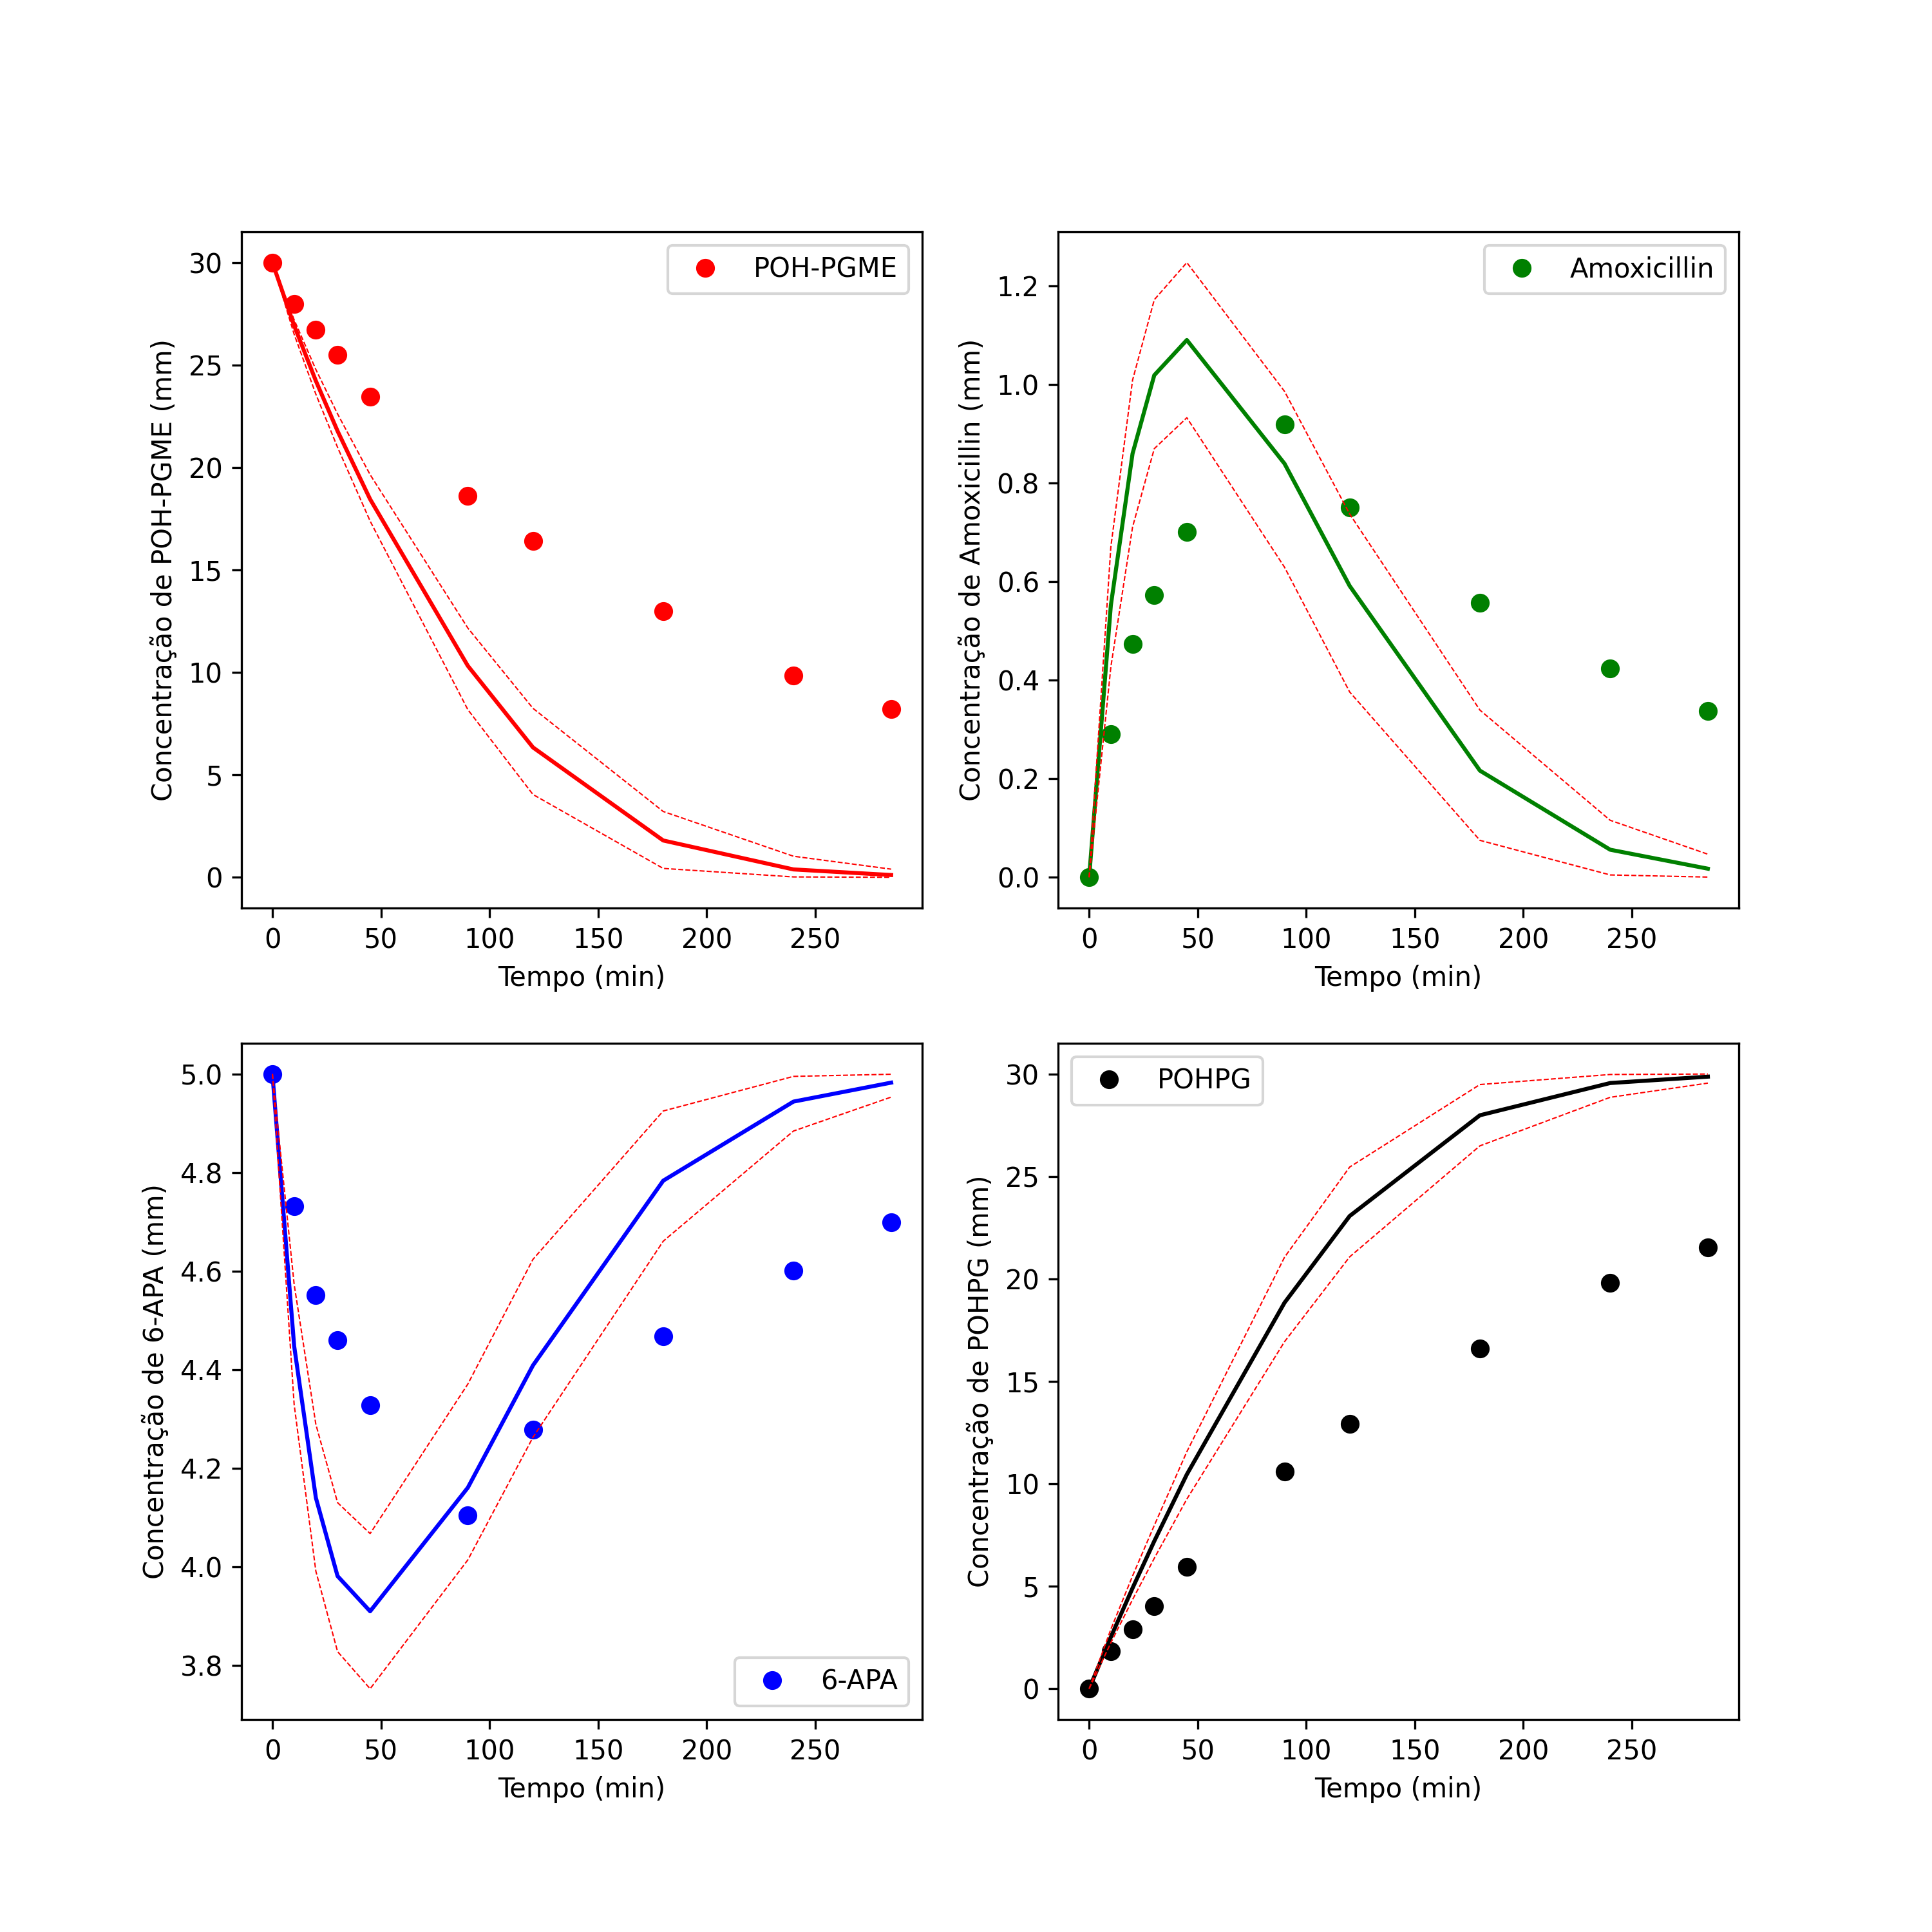 30
25
20
15
10
5
0
Concentração de POH-PGME (mm)
POH-PGME
0 50 100 150 200 250
Tempo (min)
1.2
1.0
0.8
0.6
0.4
0.2
0.0
Concentração de Amoxicillin (mm)
Amoxicillin
0 50 100 150 200 250
Tempo (min)
5.0
4.8
4.6
4.4
4.2
4.0
3.8
Concentração de 6-APA (mm)
6-APA
0 50 100 150 200 250
Tempo (min)
30
25
20
15
10
5
0
Concentração de POHPG (mm)
POHPG
0 50 100 150 200 250
Tempo (min)